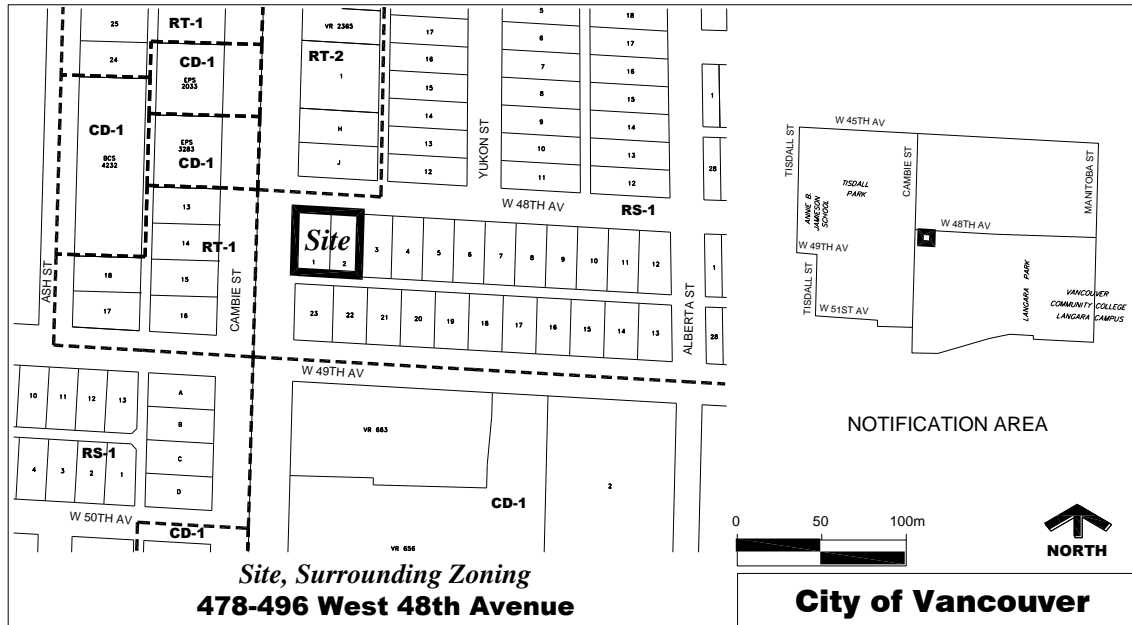 25
24
RT-1
CD-1
EPS
2033
CD-1
BCS
4232
EPS
3283
CD-1
13
14
RT-1
15
16
18
17
ASH ST
CAMBIE ST
VR 2365
RT-2
1
H
J
17
16
15
14
13
12
YUKON ST
5
6
7
8
9
10
11
18
17
16
15
14
13
12
1
28
W 48TH AV
RS-1
Site
1
2
3
4
5
6
7
8
9
10
11
12
1
23
22
21
20
19
18
17
16
15
14
13
28
ALBERTA ST
W 49TH AV
10
11
12
13
RS-1
4
3
2
1
A
B
C
D
W 50TH AV
CD-1
VR 663
CD-1
2
VR 656
Site, Surrounding Zoning
478-496 West 48th Avenue
W 45TH AV
TISDALL ST
CAMBIE ST
MANITOBA ST
TISDALL
PARK
ANNIE B.
JAMIESON
SCHOOL
W 48TH AV
W 49TH AV
TISDALL ST
W 51ST AV
LANGARA PARK
VANCOUVER
COMMUNITY COLLEGE
LANGARA CAMPUS
NOTIFICATION AREA
0
50
100m
NORTH
City of Vancouver